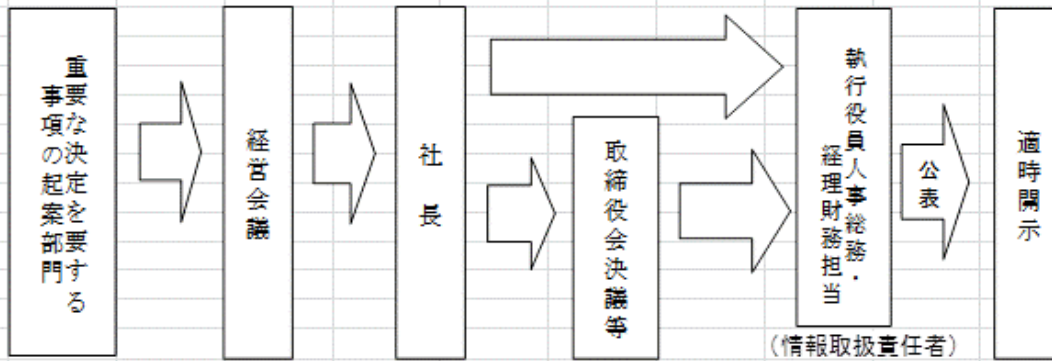 重要な決定を要する
事項の起案部門
経営会議
社長
取締役会決議等
執行役員人事総務・
経理財務担当
(情報取扱責任者)
公表
適時開示